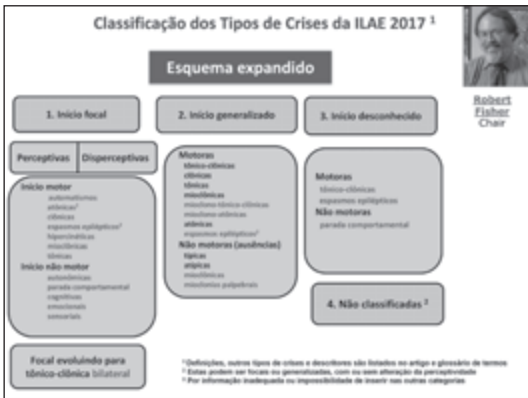 Classificação dos Tipos de Crises da ILAE 2017 ¹
Esquema expandido
Robert
Fisher
Chair
1. Início focal
2. Início generalizado
3. Início desconhecido
Perceptivas
Disperceptivas
Início motor
automatismos
atônicas²
clônicas
espasmos epilépticos²
hipercinéticas
mioclônicas
tônicas
Início não motor
autonômicas
parada comportamental
cognitivas
emocionais
sensoriais
Motoras
tônico-clônicas
clônicas
tônicas
mioclônicas
mioclono-tônico-clônicas
mioclono-atônicas
atônicas
espasmos epilépticos²
Não motoras (ausências)
típicas
atípicas
mioclônicas
mioclonias palpebrais
Motoras
tônico-clônicas
espasmos epilépticos
Não motoras
parada comportamental
4. Não classificadas ³
Focal evoluindo para
tônico-clônica bilateral
¹ Definições, outros tipos de crises e descritores são listados no artigo e glossário de termos
² Estas podem ser focais ou generalizadas, com ou sem alteração da perceptividade
³ Por informação inadequada ou impossibilidade de inserir nas outras categorias